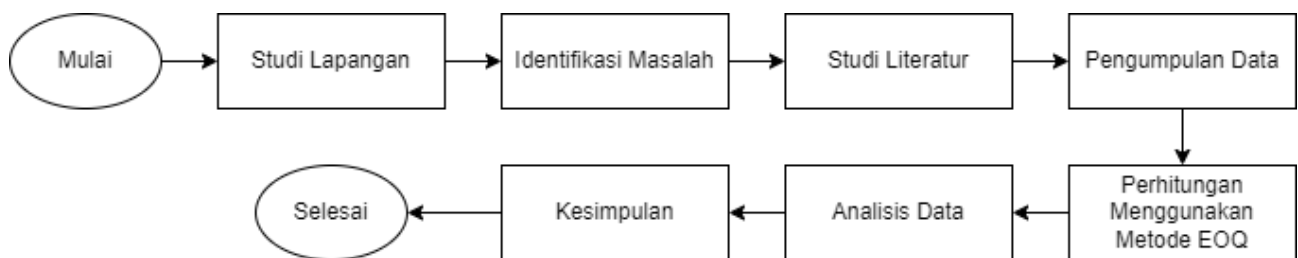 Mulai
Studi Lapangan
Identifikasi Masalah
Studi Literatur
Pengumpulan Data
Perhitungan
Menggunakan
Metode EOQ
Analisis Data
Kesimpulan
Selesai